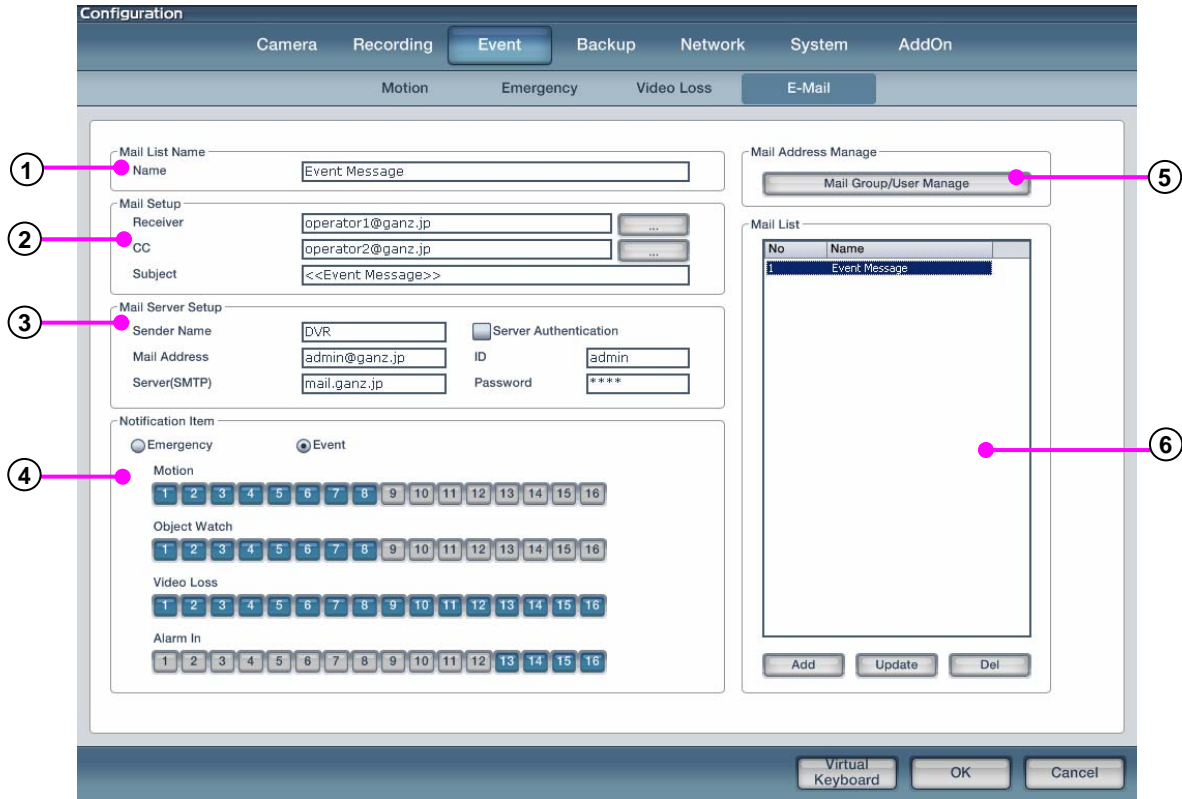 Configuration
Camera Recording Event Backup Network System AddOn
Motion Emergency Video Loss E-Mail
1
Mail List Name
Name Event Message
2
Mail Setup
Receiver operator1@ganz.jp ...
CC operator2@ganz.jp ...
Subject <<Event Message>>
3
Mail Server Setup
Sender Name DVR Server Authentication
Mail Address admin@ganz.jp ID admin
Server(SMTP) mail.ganz.jp Password ****
4
Notification Item
Emergency Event
Motion
1 2 3 4 5 6 7 8 9 10 11 12 13 14 15 16
Object Watch
1 2 3 4 5 6 7 8 9 10 11 12 13 14 15 16
Video Loss
1 2 3 4 5 6 7 8 9 10 11 12 13 14 15 16
Alarm In
1 2 3 4 5 6 7 8 9 10 11 12 13 14 15 16
Mail Address Manage
Mail Group/User Manage
5
Mail List
No Name
1 Event Message
6
Add Update Del
Virtual
Keyboard
OK Cancel